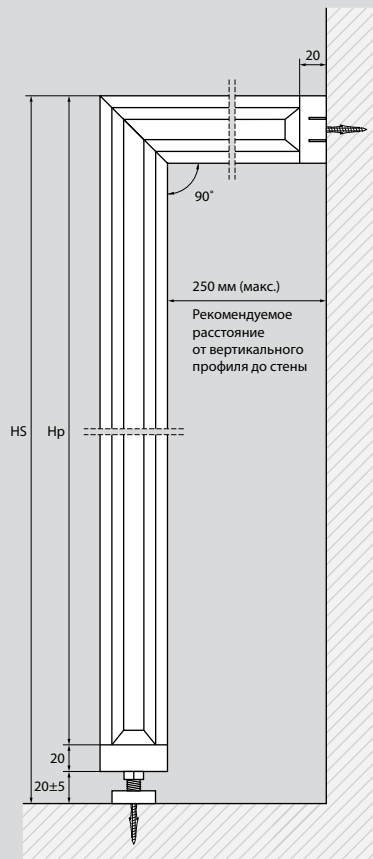 20
90˚
250 мм (макс.)
Рекомендуемое
расстояние
от вертикального
профиля до стены
HS
Hp
20
20±5